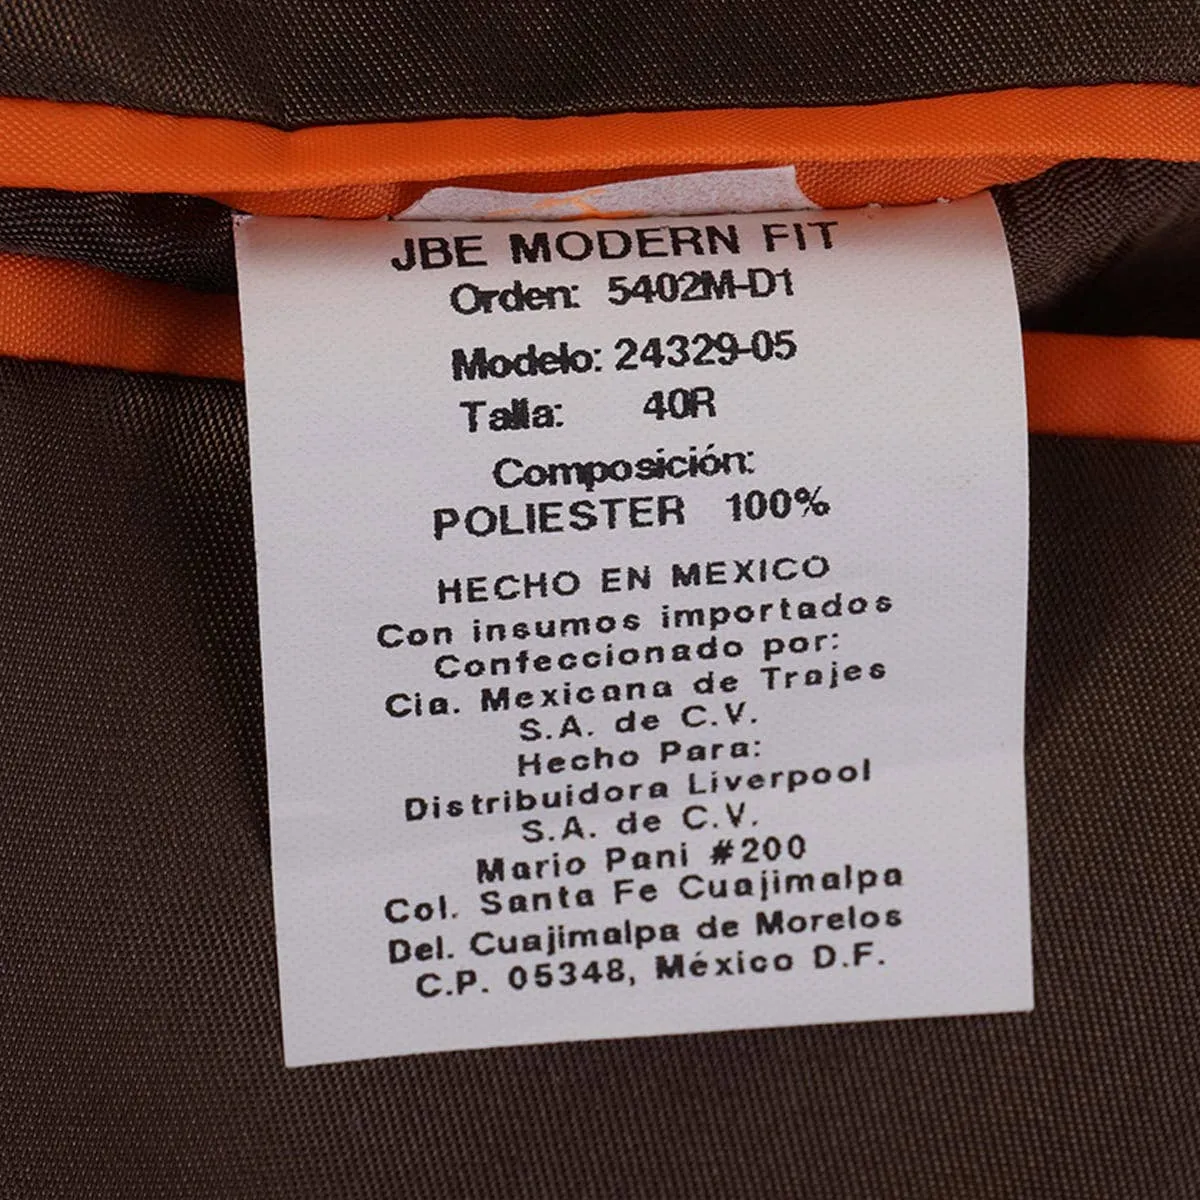 JBE MODERN FIT
Orden: 5402M-D1
Modelo: 24329-05
Talla: 40R
Composición:
POLIESTER 100%
HECHO EN MEXICO
Con insumos importados
Confeccionado por:
Cia. Mexicana de Trajes
S.A. de C.V.
Hecho Para:
Distribuidora Liverpool
S.A. de C.V.
Mario Pani #200
Col. Santa Fe Cuajimalpa
Del. Cuajimalpa de Morelos
C.P. 05348, México D.F.